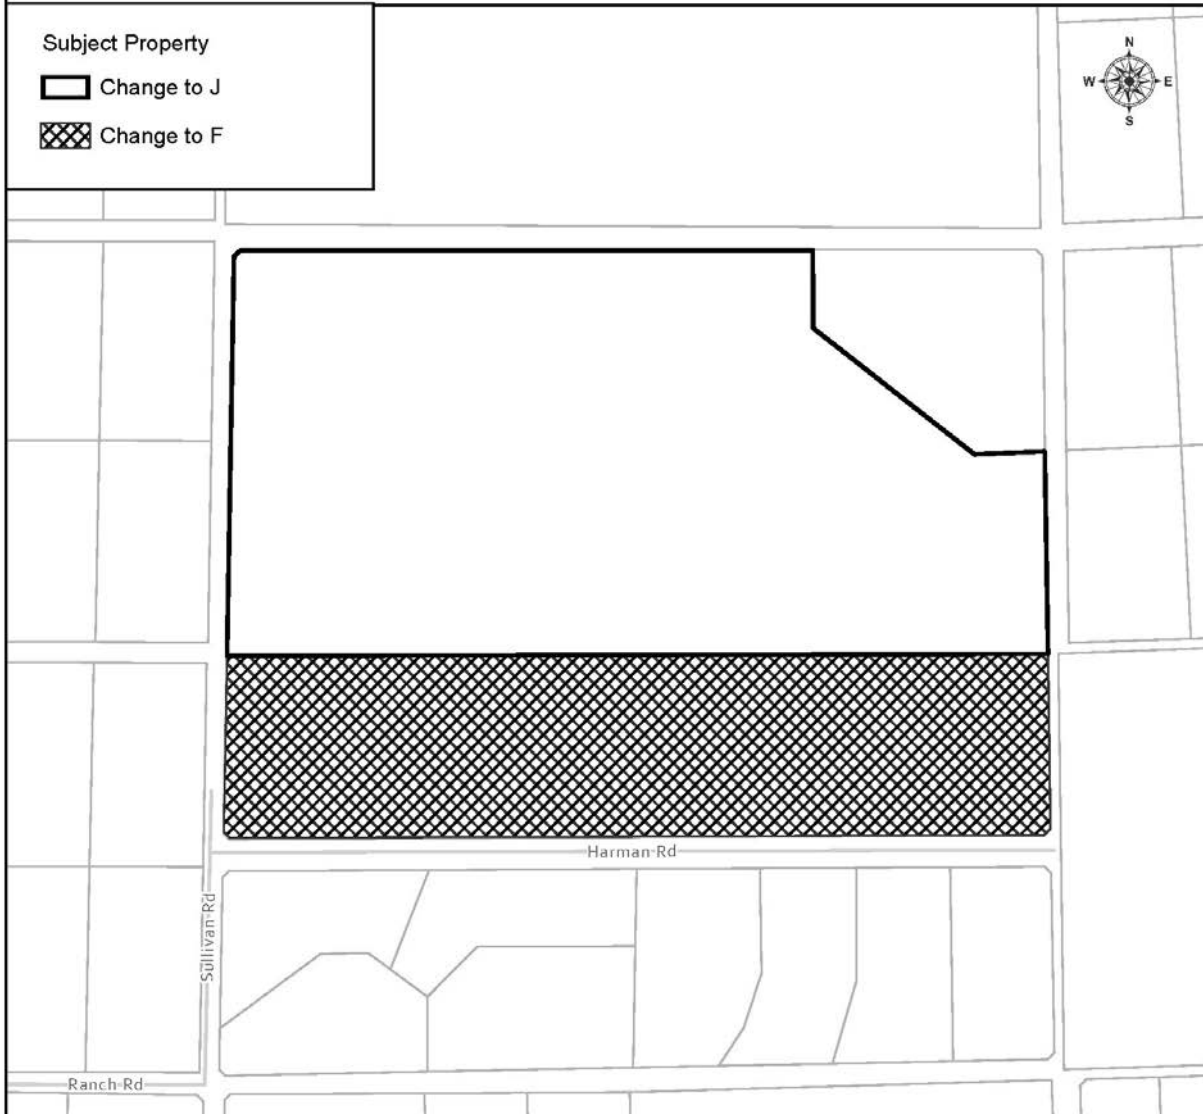 Subject Property
Change to J
Change to F
N
W E
S
Harman Rd
Sullivan Rd
Ranch Rd